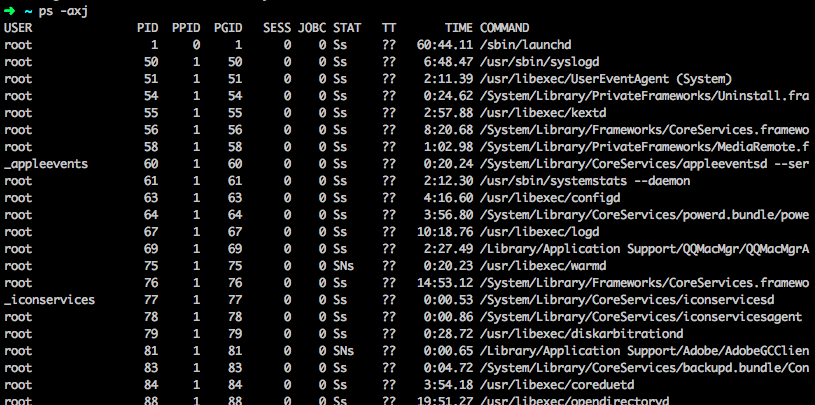 ➜ ~ ps -axj
USER PID PPID PGID SESS JOBC STAT TT TIME COMMAND
root 1 0 1 0 0 Ss ?? 60:44.11 /sbin/launchd
root 50 1 50 0 0 Ss ?? 6:48.47 /usr/sbin/syslogd
root 51 1 51 0 0 Ss ?? 2:11.39 /usr/libexec/UserEventAgent (System)
root 54 1 54 0 0 Ss ?? 0:24.62 /System/Library/PrivateFrameworks/Uninstall.fra
root 55 1 55 0 0 Ss ?? 2:57.88 /usr/libexec/kextd
root 56 1 56 0 0 Ss ?? 8:20.68 /System/Library/Frameworks/CoreServices.framewo
root 58 1 58 0 0 Ss ?? 1:02.98 /System/Library/PrivateFrameworks/MediaRemote.f
_appleevents 60 1 60 0 0 Ss ?? 0:20.24 /System/Library/CoreServices/appleeventsd --ser
root 61 1 61 0 0 Ss ?? 2:12.30 /usr/sbin/systemstats --daemon
root 63 1 63 0 0 Ss ?? 4:16.60 /usr/libexec/configd
root 64 1 64 0 0 Ss ?? 3:56.80 /System/Library/CoreServices/powerd.bundle/powe
root 67 1 67 0 0 Ss ?? 10:18.76 /usr/libexec/logd
root 69 1 69 0 0 Ss ?? 2:27.49 /Library/Application Support/QQMacMgr/QQMacMgrA
root 75 1 75 0 0 SNs ?? 0:20.23 /usr/libexec/warmd
root 76 1 76 0 0 Ss ?? 14:53.12 /System/Library/Frameworks/CoreServices.framewo
_iconservices 77 1 77 0 0 Ss ?? 0:00.53 /System/Library/CoreServices/iconservicesd
root 78 1 78 0 0 Ss ?? 0:00.86 /System/Library/CoreServices/iconservicesagent
root 79 1 79 0 0 Ss ?? 0:28.72 /usr/libexec/diskarbitrationd
root 81 1 81 0 0 SNs ?? 0:00.65 /Library/Application Support/Adobe/AdobeGCClien
root 83 1 83 0 0 Ss ?? 0:04.72 /System/Library/CoreServices/backupd.bundle/Con
root 84 1 84 0 0 Ss ?? 3:54.18 /usr/libexec/coreduetd
root 88 1 88 0 0 Ss ?? 19:51.27 /usr/libexec/opendirectoryd